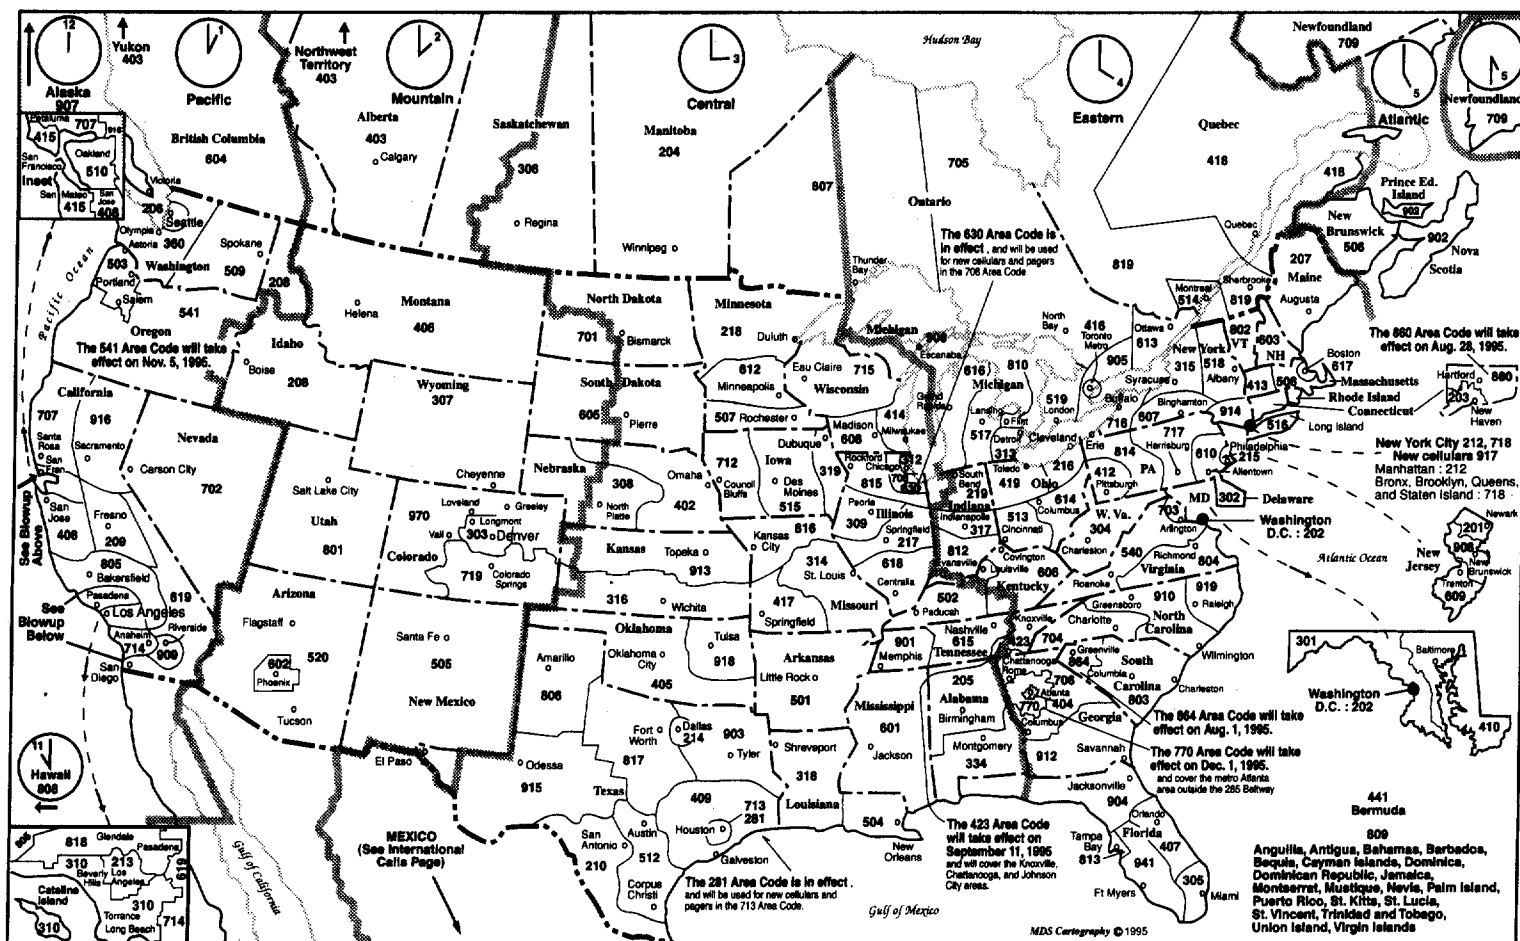 12
1
2
3
4
5
5
Alaska
907
Yukon
403
Pacific
Northwest
Territory
403
Mountain
Central
Eastern
Atlantic
Newfoundland
709
Newfoundland
709
Hudson Bay
British Columbia
604
Alberta
403
Calgary
Saskatchewan
306
Regina
Manitoba
204
Winnipeg
807
Ontario
705
Thunder
Bay
Quebec
418
418
Quebec
819
Prince Ed.
Island
902
New
Brunswick
506
902
Nova
Scotia
207
Maine
Augusta
Petaluma
707
916
415
San
Francisco
Oakland
510
Inset
San Mateo
415
San
Jose
408
Victoria
206
Seattle
Olympia
360
Astoria
Spokane
503
Washington
509
Portland
Salem
541
Oregon
The 541 Area Code will take
effect on Nov. 5, 1995.
Pacific Ocean
208
Idaho
Boise
208
Montana
Helena
406
Wyoming
307
Cheyenne
North Dakota
701
Bismarck
South Dakota
605
Pierre
Nebraska
308
North
Platte
Omaha
402
Minnesota
218
Duluth
612
Minneapolis
507
Rochester
Eau Claire
715
Wisconsin
414
Madison
608
Milwaukee
Dubuque
712
Iowa
319
Council
Bluffs
Des
Moines
515
Michigan
906
Escanaba
616
Michigan
810
Grand
Rapids
Lansing
517
Flint
Detroit
313
The 630 Area Code is
in effect , and will be used
for new cellulars and pagers
in the 708 Area Code.
North
Bay
416
Toronto
Metro
905
Ottawa
613
519
London
Montreal
514
Sherbrooke
819
802
VT
603
NH
New York
315
518
Syracuse
Albany
Buffalo
716
607
Binghamton
914
413
508
Boston
617
Massachusetts
Rhode Island
Connecticut
516
Long Island
The 860 Area Code will take
effect on Aug. 28, 1995.
Hartford
860
203
New
Haven
New York City 212, 718
New cellulars 917
Manhattan : 212
Bronx, Brooklyn, Queens,
and Staten Island : 718
California
707
916
Santa
Rosa
Sacramento
San
Fran
San
Jose
408
Fresno
209
805
Bakersfield
Pasadena
619
Los Angeles
Anaheim
Riverside
714
909
San
Diego
See Blowup
Above
See
Blowup
Below
Nevada
Carson City
702
Salt Lake City
Utah
801
970
Loveland
Greeley
Longmont
Vail
303
Denver
Colorado
719
Colorado
Springs
Arizona
Flagstaff
602
Phoenix
520
Tucson
Santa Fe
505
New Mexico
Kansas
Topeka
913
316
Wichita
Oklahoma
Tulsa
Oklahoma
City
918
405
816
Kansas
City
314
St. Louis
417
Missouri
Springfield
Rockford
Chicago
312
708
630
815
Peoria
Illinois
309
Springfield
217
618
Centralia
South
Bend
219
Indiana
Indianapolis
317
812
Evansville
Toledo
Cleveland
216
419
Ohio
614
Columbus
513
Cincinnati
Erie
814
412
Pittsburgh
PA
Harrisburg
717
610
Philadelphia
215
Allentown
MD
302
Delaware
W. Va.
304
Charleston
703
Arlington
Washington
D.C. : 202
540
Richmond
804
Roanoke
Virginia
Covington
Louisville
606
Kentucky
502
Paducah
Nashville
615
901
Memphis
Tennessee
Knoxville
423
Chattanooga
704
910
919
Greensboro
Raleigh
Charlotte
North
Carolina
Wilmington
Greenville
864
South
Columbia
Carolina
803
Charleston
Arkansas
Little Rock
501
Mississippi
601
Jackson
205
Alabama
Birmingham
Montgomery
334
Rome
706
Atlanta
404
770
Columbus
Georgia
912
Savannah
The 864 Area Code will take
effect on Aug. 1, 1995.
The 770 Area Code will take
effect on Dec. 1, 1995.
and cover the metro Atlanta
area outside the 285 Beltway
Atlantic Ocean
Newark
201
908
New
Jersey
New
Brunswick
Trenton
609
301
Baltimore
Washington
D.C. : 202
410
11
Hawaii
808
El Paso
Odessa
915
Amarillo
806
Fort
Worth
Dallas
214
903
Tyler
817
Texas
409
713
281
Houston
Austin
San
Antonio
210
512
Galveston
Corpus
Christi
Shreveport
318
Louisiana
504
New
Orleans
Jacksonville
904
Orlando
Tampa
Bay
813
Florida
407
941
305
Ft Myers
Miami
The 423 Area Code
will take effect on
September 11, 1995
and will cover the Knoxville,
Chattanooga, and Johnson
City areas.
The 281 Area Code is in effect .
and will be used for new cellulars and
pagers in the 713 Area Code.
MEXICO
(See International
Calls Page)
Gulf of California
Gulf of Mexico
805
818
Glendale
Pasadena
310
213
Beverly
Hills
Los
Angeles
619
Catalina
Island
310
310
Torrance
Long Beach
714
441
Bermuda
809
Anguilla, Antigua, Bahamas, Barbados,
Bequia, Cayman Islands, Dominica,
Dominican Republic, Jamaica,
Montserrat, Mustique, Nevis, Palm Island,
Puerto Rico, St. Kitts, St. Lucia,
St. Vincent, Trinidad and Tobago,
Union Island, Virgin Islands
MDS Cartography © 1995